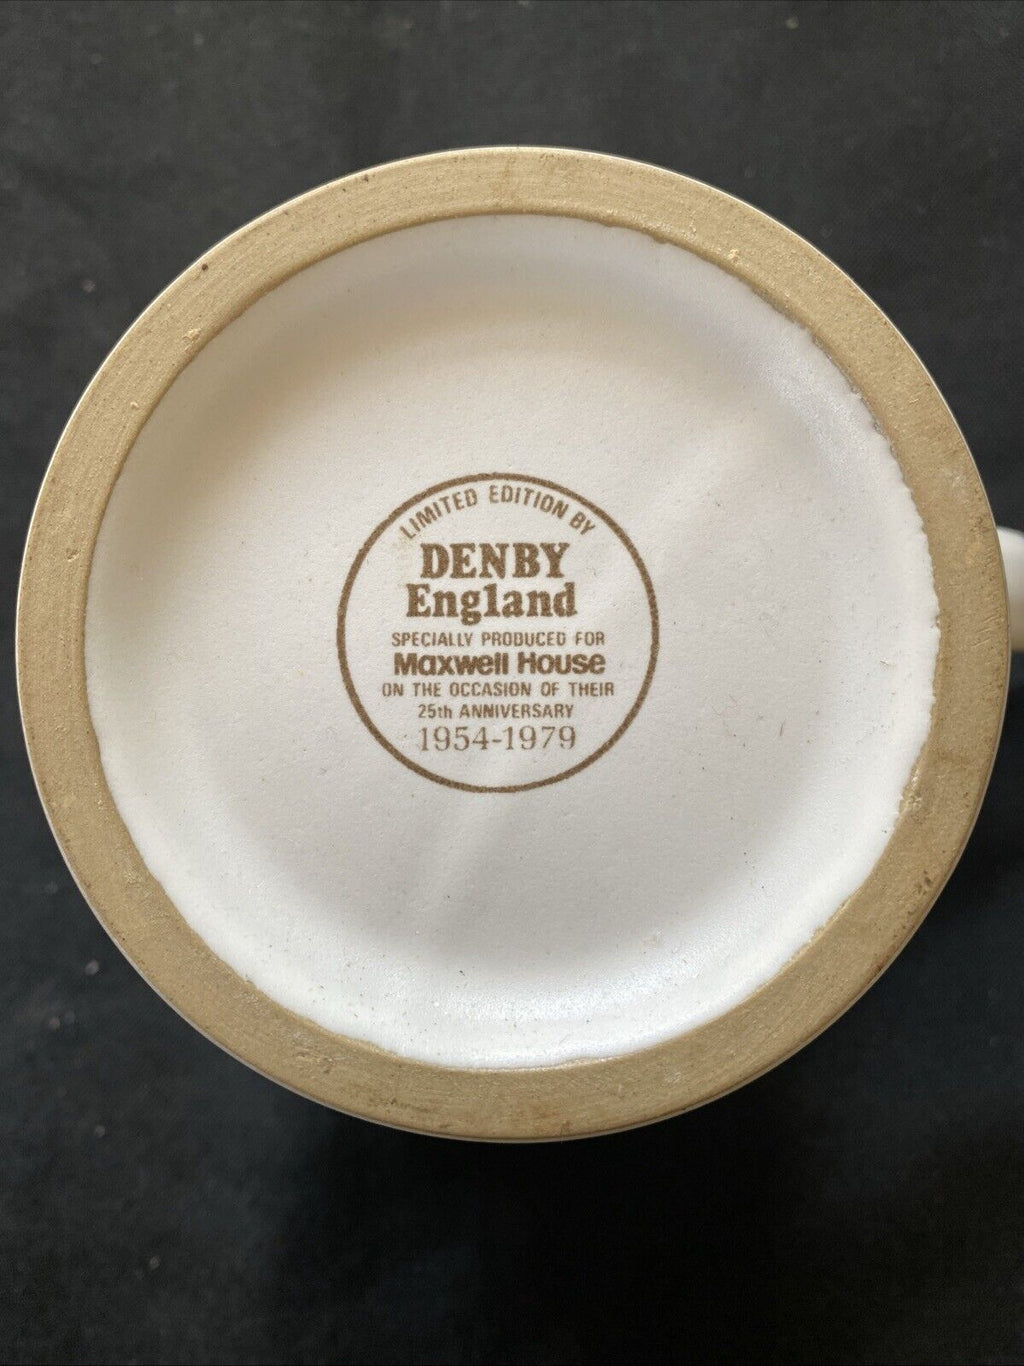 LIMITED EDITION BY
DENBY
England
SPECIALLY PRODUCED FOR
Maxwell House
ON THE OCCASION OF THEIR
25th ANNIVERSARY
1954-1979